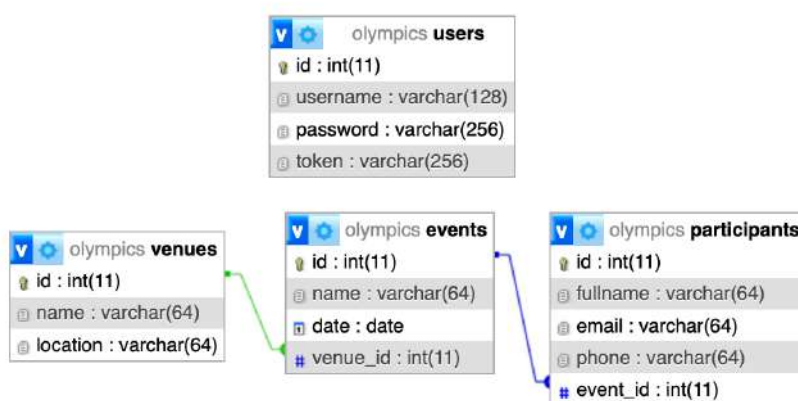 v olympics users
id : int(11)
username : varchar(128)
password : varchar(256)
token : varchar(256)
v olympics venues
id : int(11)
name : varchar(64)
location : varchar(64)
v olympics events
id : int(11)
name : varchar(64)
date : date
# venue_id : int(11)
v olympics participants
id : int(11)
fullname : varchar(64)
email : varchar(64)
phone : varchar(64)
# event_id : int(11)